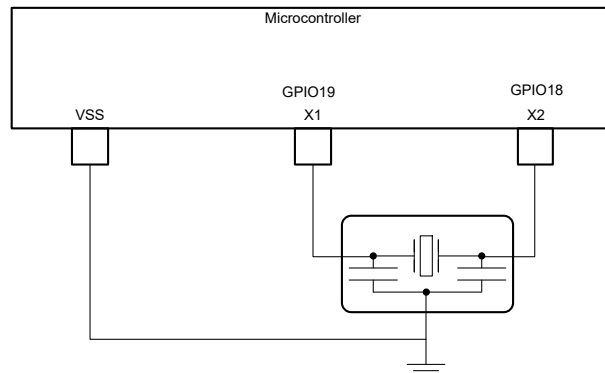 Microcontroller
GPIO19
GPIO18
VSS
X1
X2